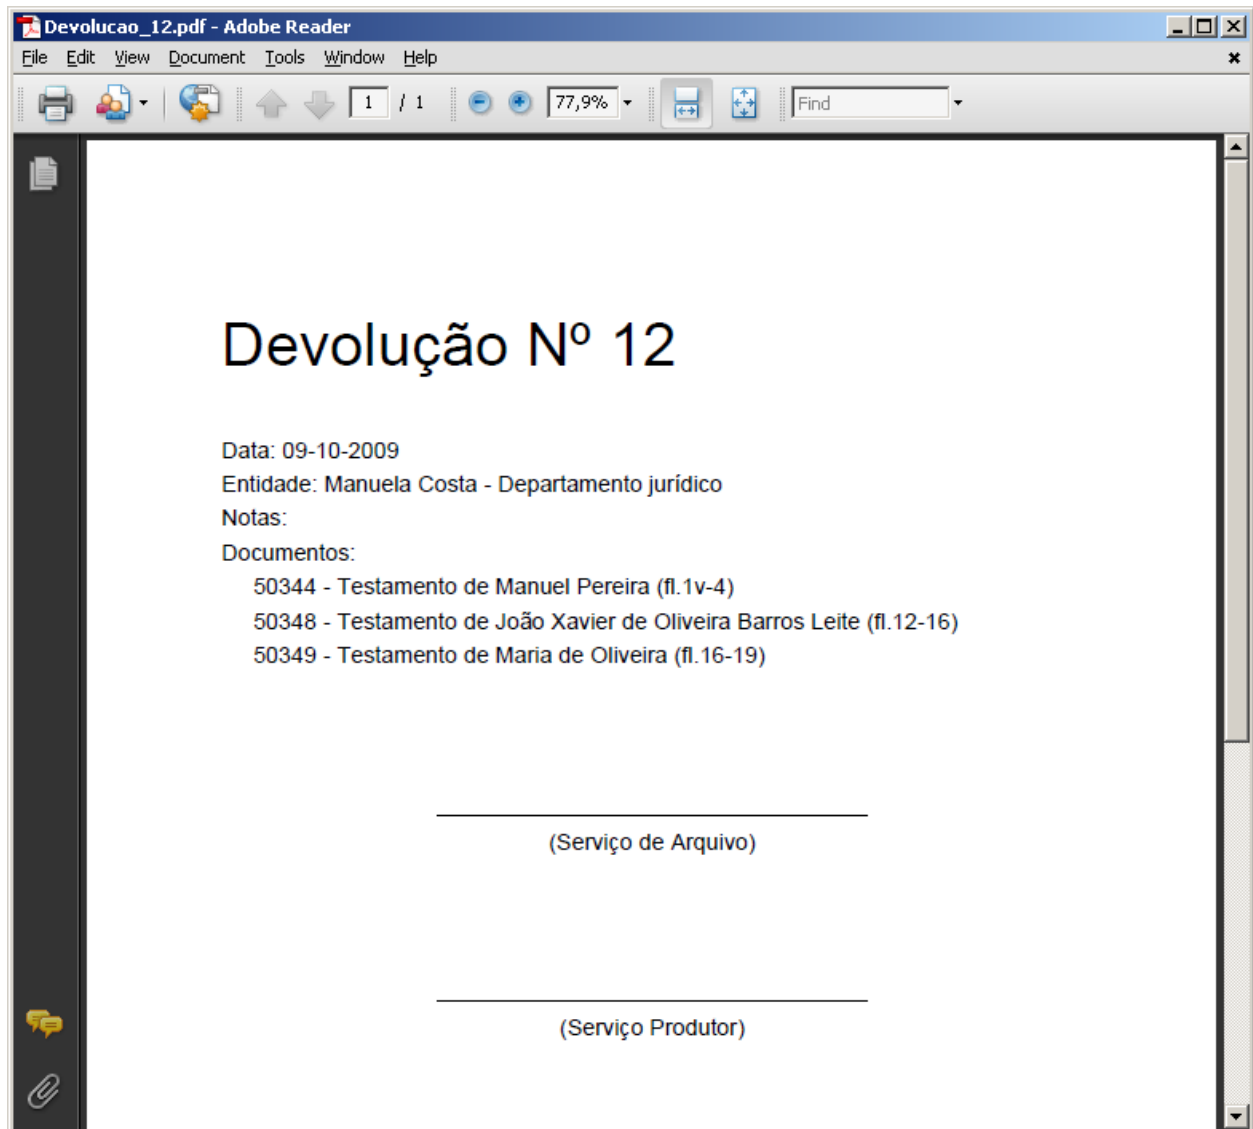 Devolucao_12.pdf - Adobe Reader
File Edit View Document Tools Window Help
1 / 1 77,9% Find
Devolução Nº 12
Data: 09-10-2009
Entidade: Manuela Costa - Departamento jurídico
Notas:
Documentos:
50344 - Testamento de Manuel Pereira (fl.1v-4)
50348 - Testamento de João Xavier de Oliveira Barros Leite (fl.12-16)
50349 - Testamento de Maria de Oliveira (fl.16-19)
(Serviço de Arquivo)
(Serviço Produtor)